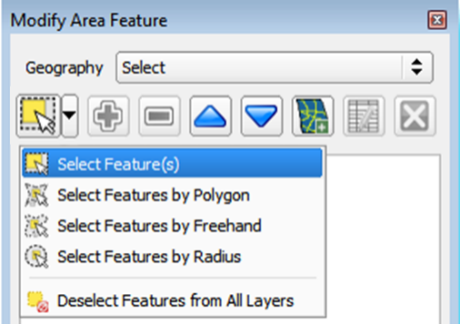 Modify Area Feature
Geography Select
Select Feature(s)
Select Features by Polygon
Select Features by Freehand
Select Features by Radius
Deselect Features from All Layers